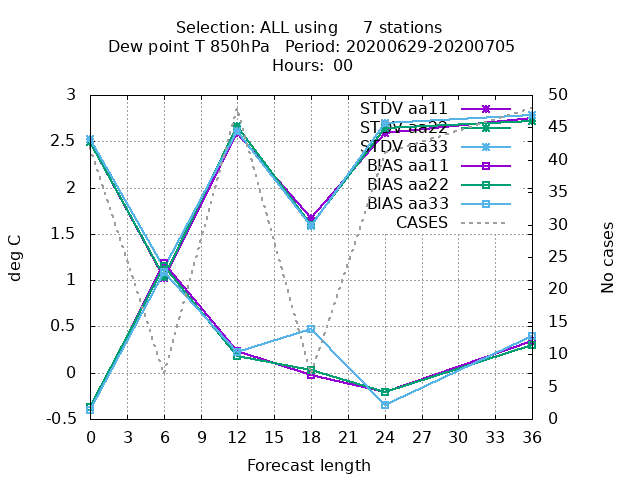 Selection: ALL using     7 stations
Dew point T 850hPa   Period: 20200629-20200705
Hours: 00
3
2.5
2
1.5
1
0.5
0
-0.5
deg C
50
45
40
35
30
25
20
15
10
5
0
No cases
STDV aa11
STDV aa22
STDV aa33
BIAS aa11
BIAS aa22
BIAS aa33
CASES
0 3 6 9 12 15 18 21 24 27 30 33 36
Forecast length